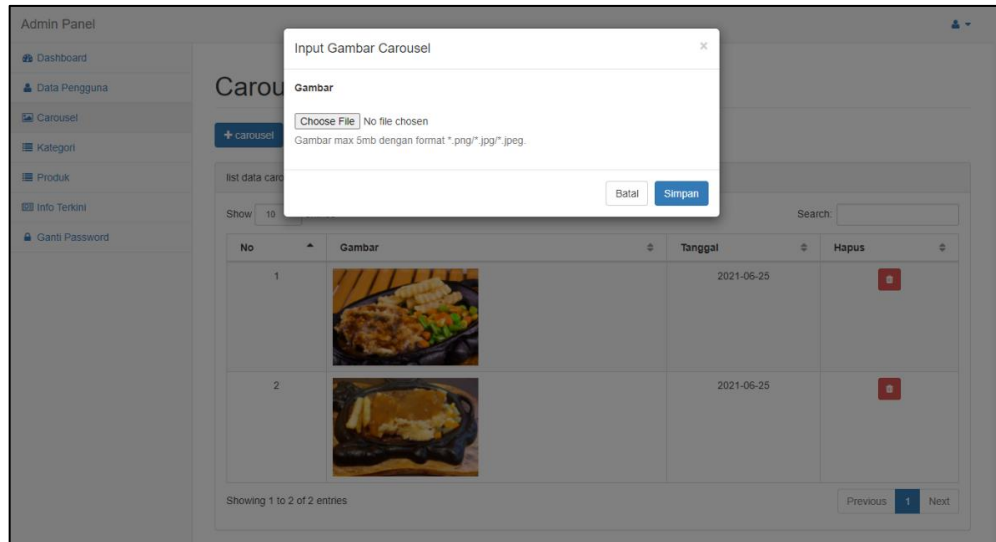 Admin Panel
Dashboard
Data Pengguna
Carousel
Kategori
Produk
Info Terkini
Ganti Password
Input Gambar Carousel
×
Gambar
Choose File No file chosen
Gambar max 5mb dengan format *.png/*.jpg/*.jpeg.
Batal Simpan
Carou
+ carousel
list data caro
Show 10
Search:
No Gambar Tanggal Hapus
1 2021-06-25
2 2021-06-25
Showing 1 to 2 of 2 entries
Previous 1 Next